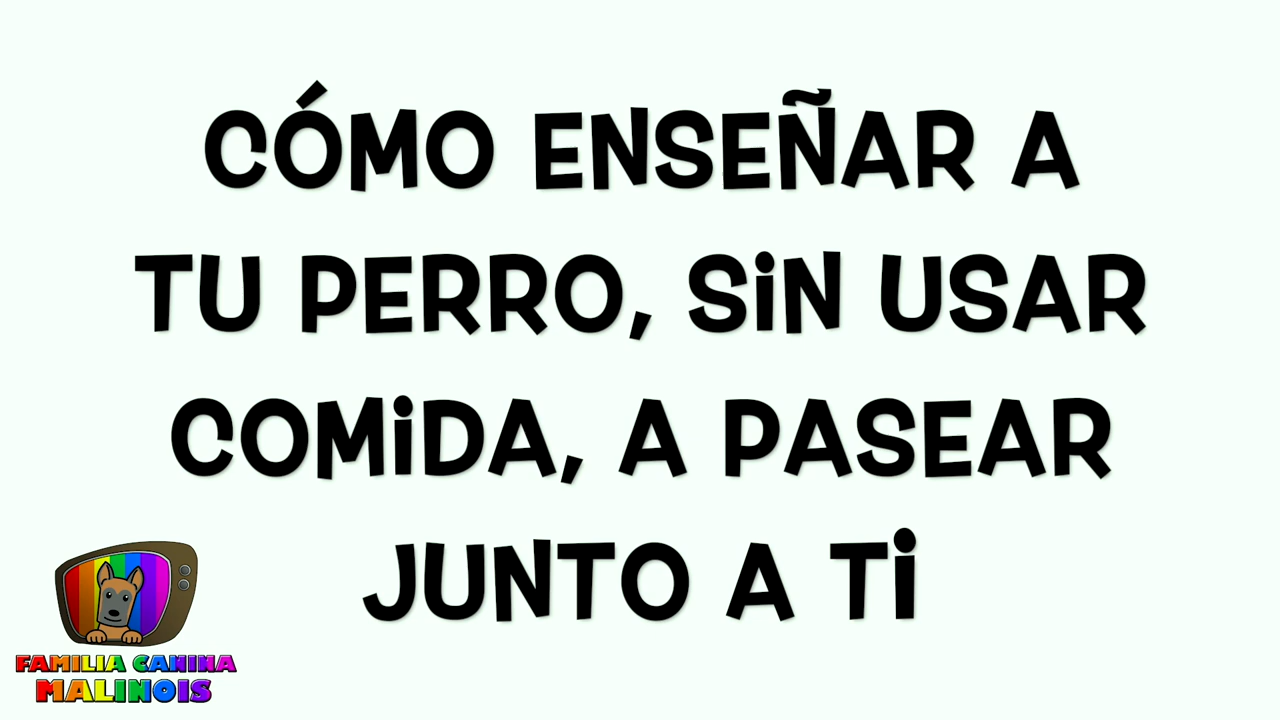 CÓMO ENSEÑAR A
TU PERRO, SiN USAR
COMiDA, A PASEAR
JUNTO A Ti
FAMILIA CANINA
MALINOIS